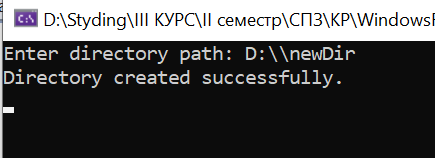 D:\Styding\III КУРС\II семестр\СПЗ\КР\Windows
Enter directory path: D:\\newDir
Directory created successfully.